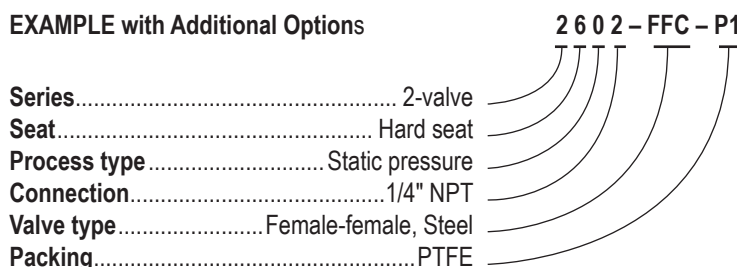 EXAMPLE with Additional Options 2 6 0 2 – FFC – P1
Series..................................................... 2-valve
Seat.................................................... Hard seat
Process type............................. Static pressure
Connection..........................................1/4" NPT
Valve type........................Female-female, Steel
Packing.....................................................PTFE